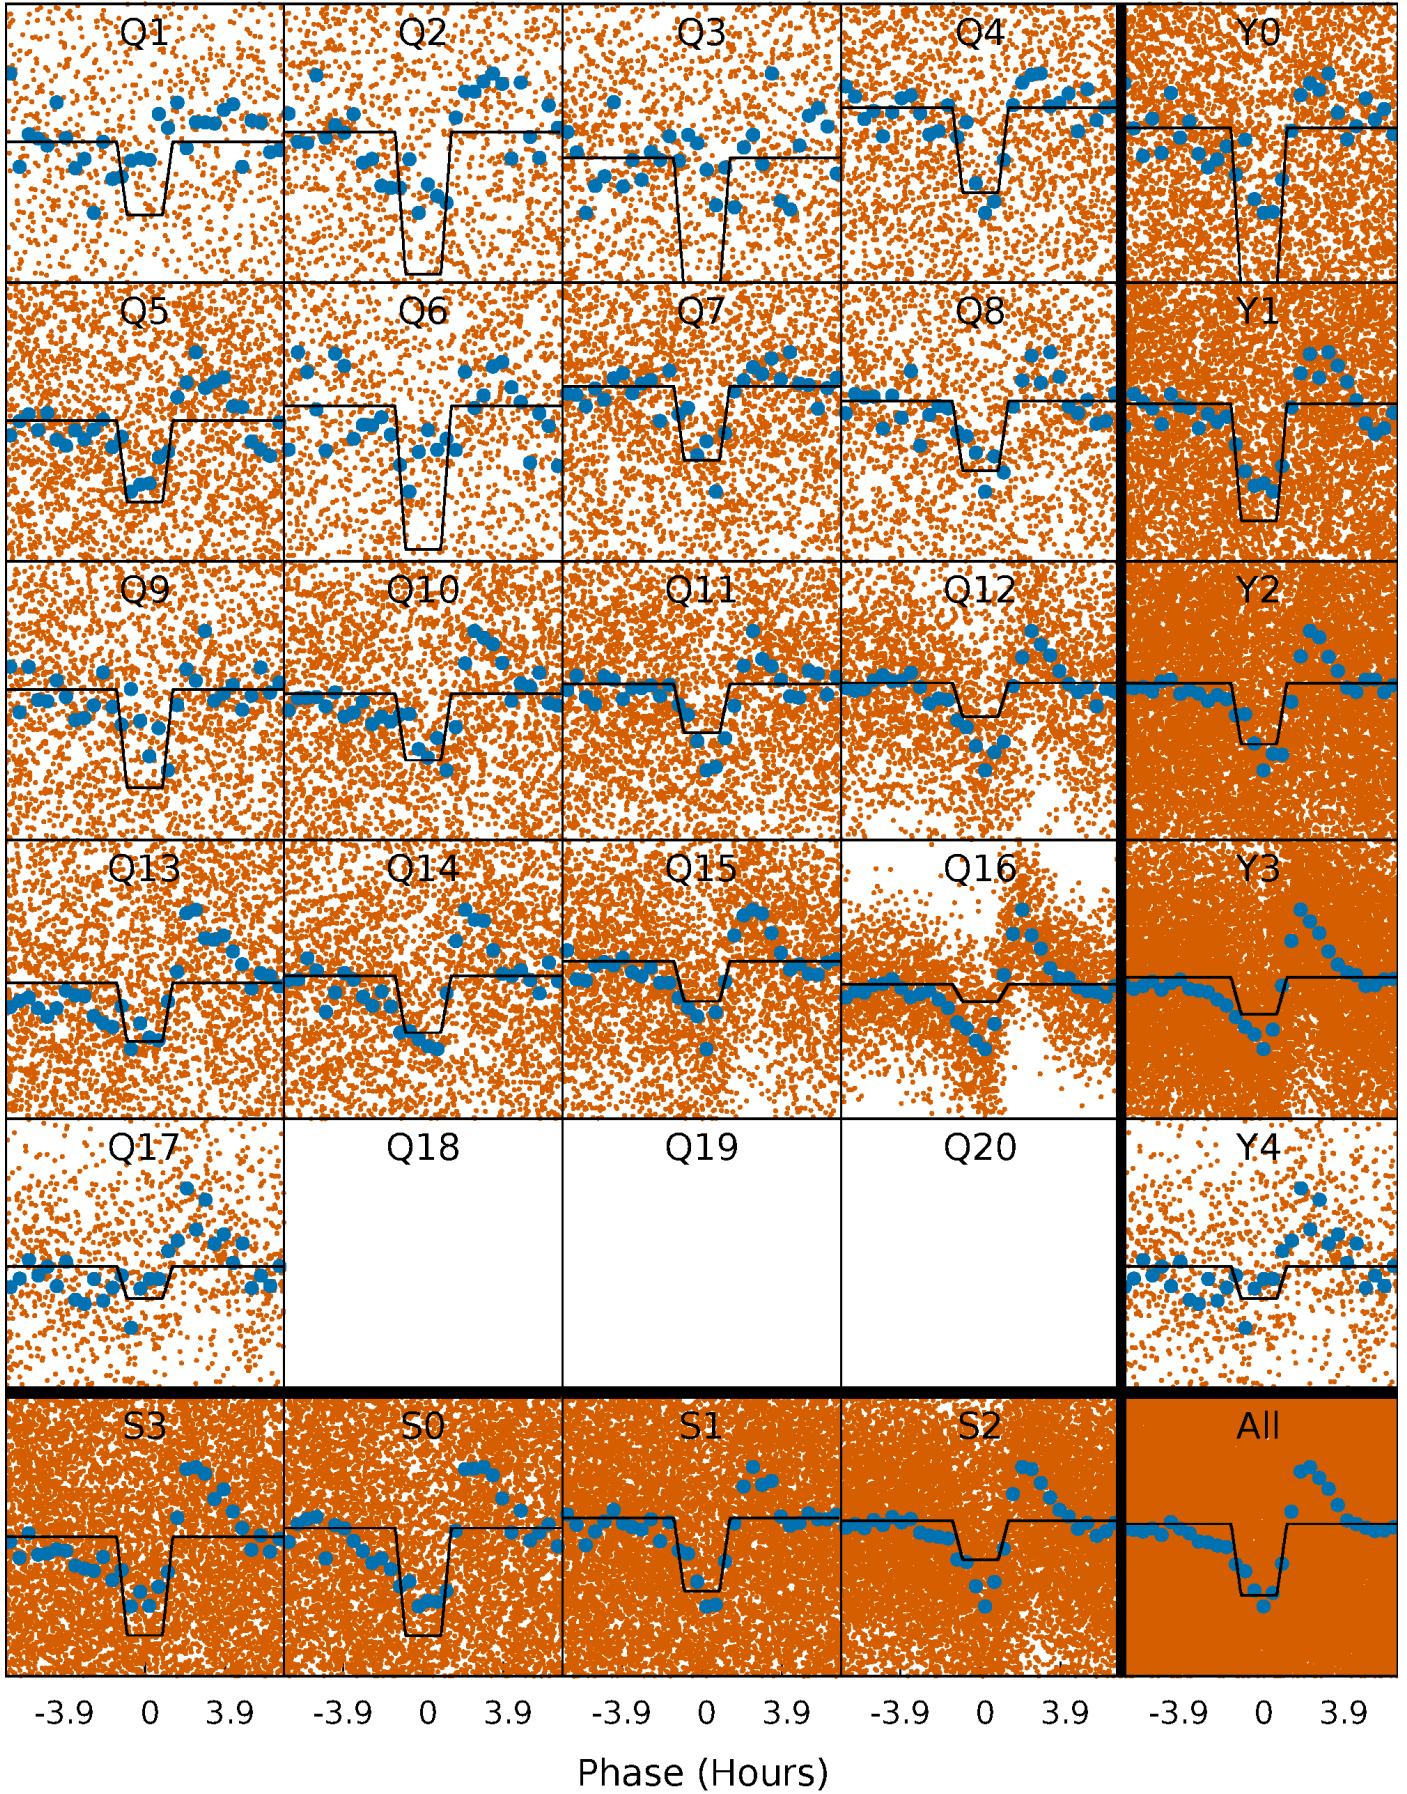 Q1 Q2 Q3 Q4 Y0
Q5 Q6 Q7 Q8 Y1
Q9 Q10 Q11 Q12 Y2
Q13 Q14 Q15 Q16 Y3
Q17 Q18 Q19 Q20 Y4
S3 S0 S1 S2 All
-3.9 0 3.9 -3.9 0 3.9 -3.9 0 3.9 -3.9 0 3.9 -3.9 0 3.9
Phase (Hours)